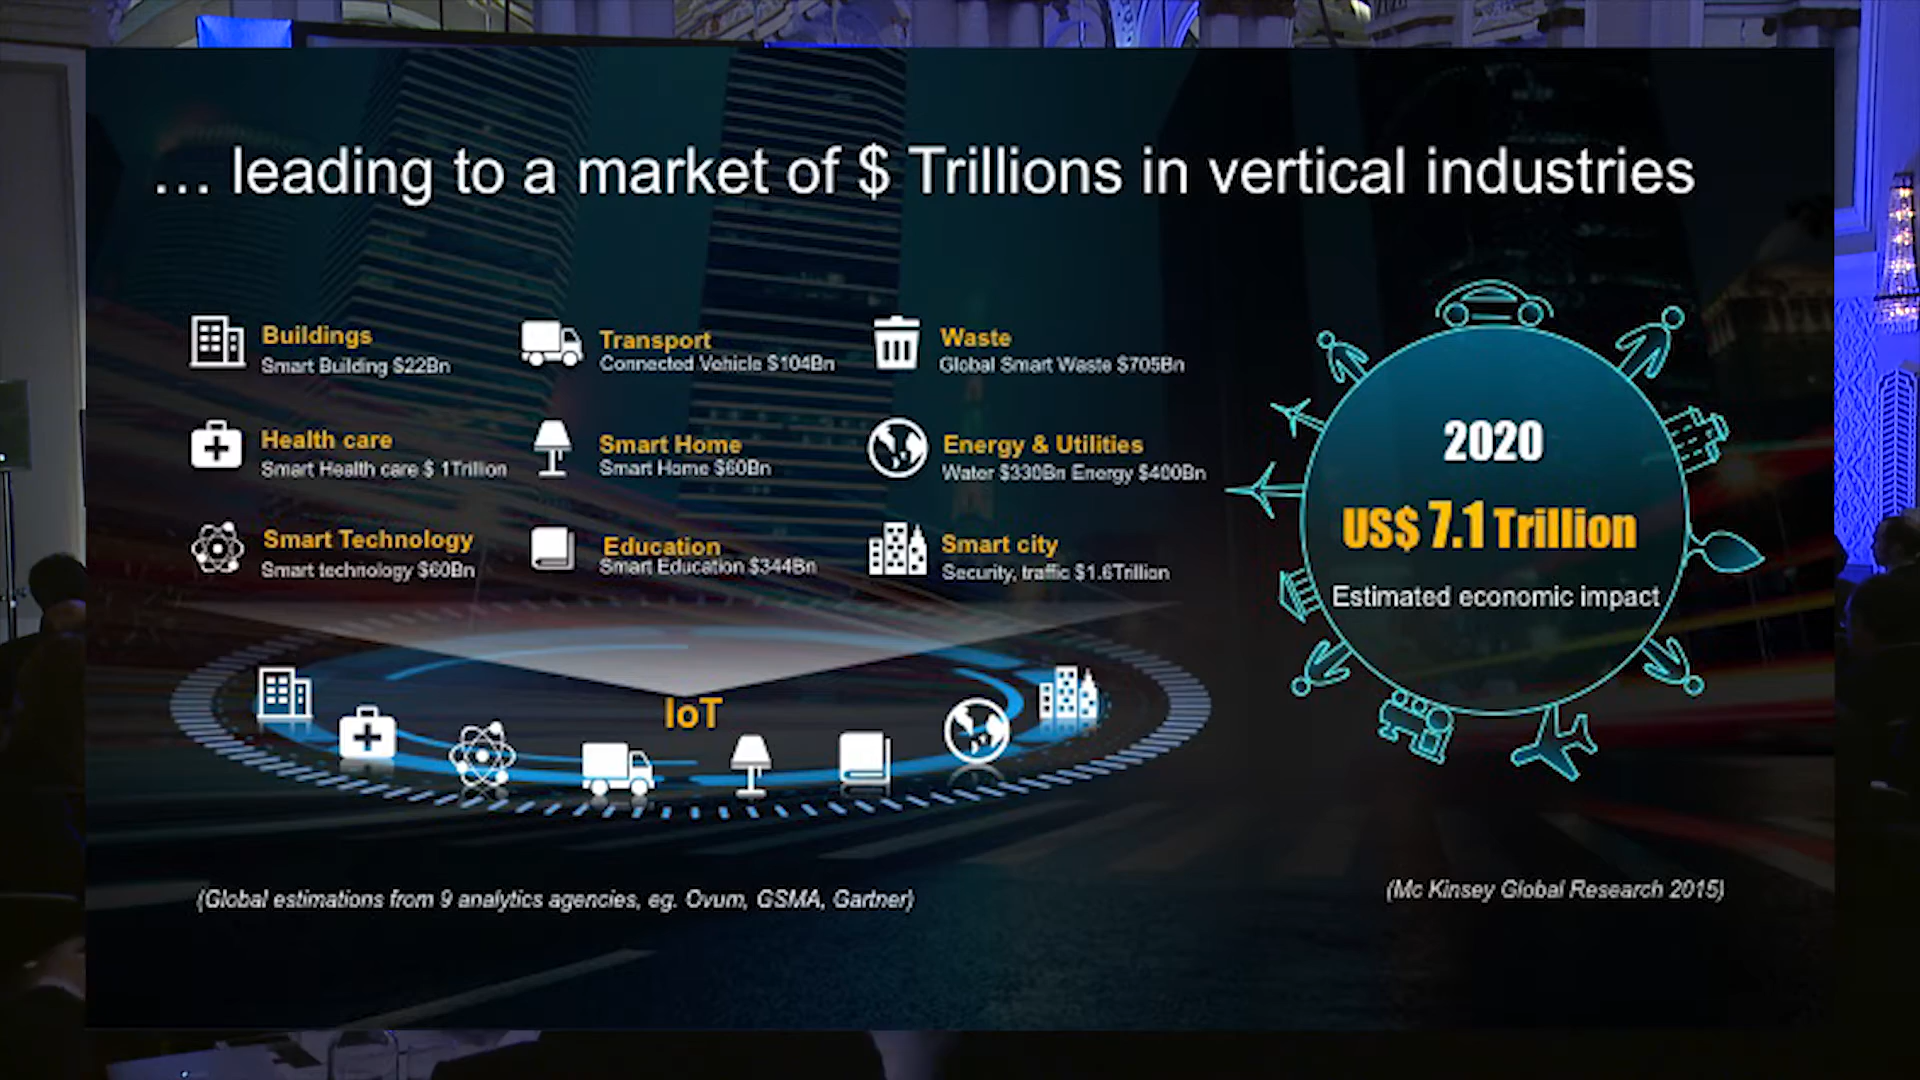 ... leading to a market of $ Trillions in vertical industries
Buildings
Smart Building $22Bn
Transport
Connected Vehicle $104Bn
Waste
Global Smart Waste $705Bn
Health care
Smart Health care $ 1Trillion
Smart Home
Smart Home $60Bn
Energy & Utilities
Water $330Bn Energy $400Bn
Smart Technology
Smart technology $60Bn
Education
Smart Education $344Bn
Smart city
Security, traffic $1.6Trillion
2020
US$ 7.1 Trillion
Estimated economic impact
IoT
(Global estimations from 9 analytics agencies, eg. Ovum, GSMA, Gartner)
(Mc Kinsey Global Research 2015)